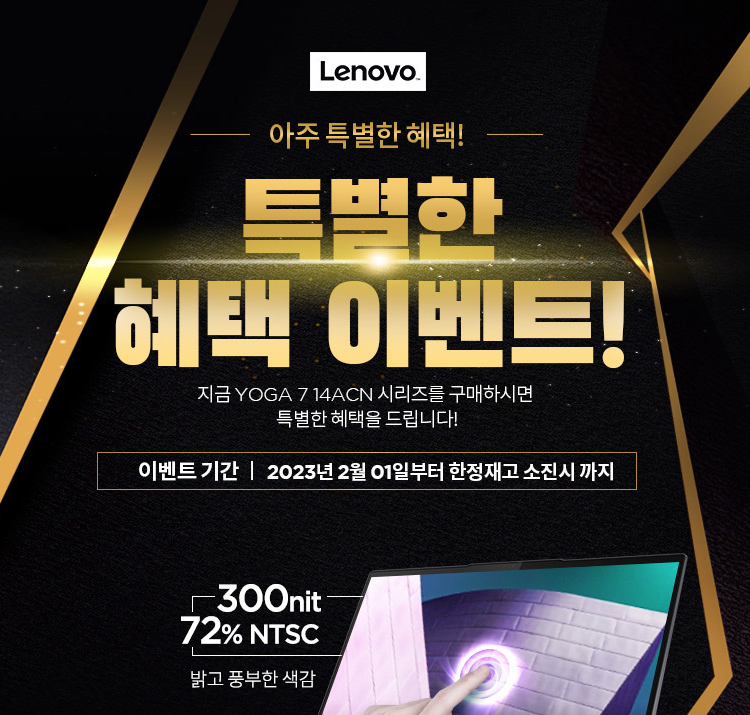 Lenovo
아주 특별한 혜택!
특별한
혜택 이벤트!
지금 YOGA 7 14ACN 시리즈를 구매하시면
특별한 혜택을 드립니다!
이벤트 기간 | 2023년 2월 01일부터 한정재고 소진시 까지
300nit
72% NTSC
밝고 풍부한 색감